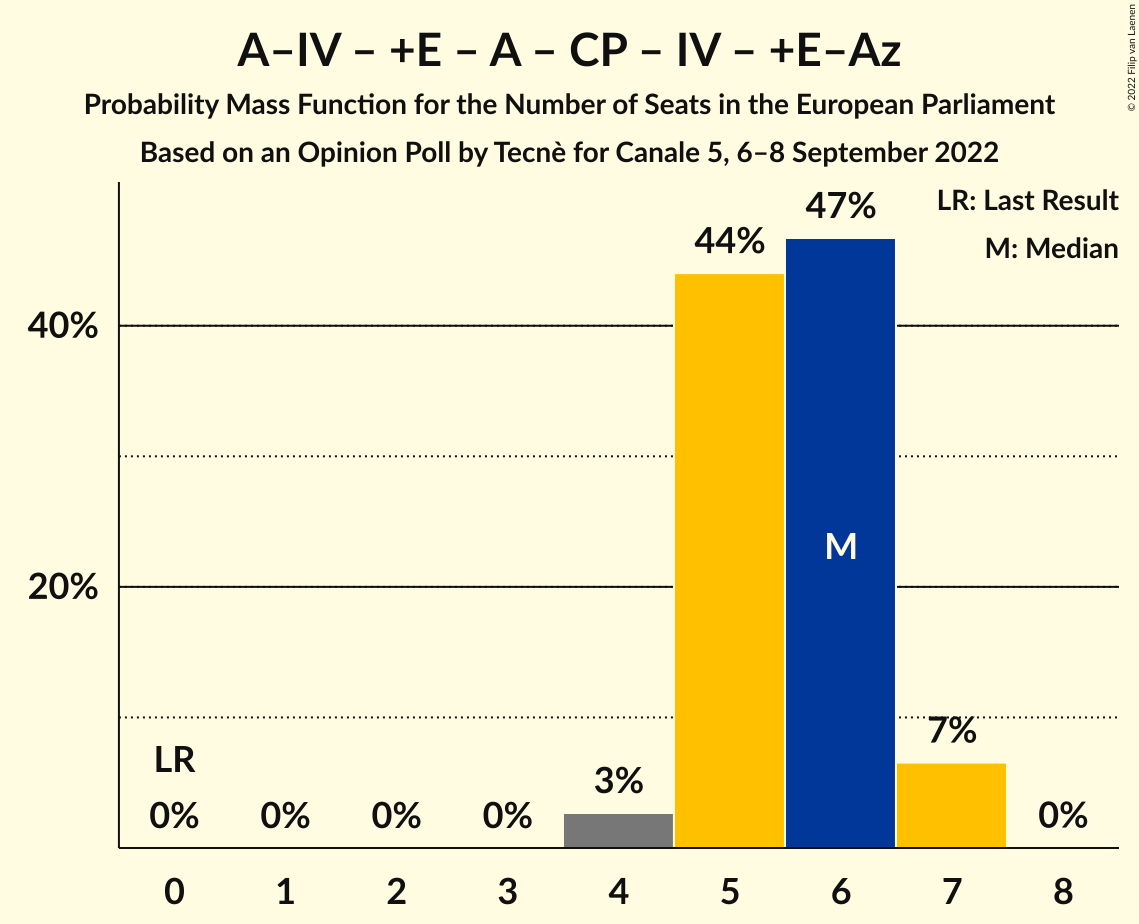 A–IV – +E – A – CP – IV – +E–Az
Probability Mass Function for the Number of Seats in the European Parliament
Based on an Opinion Poll by Tecnè for Canale 5, 6–8 September 2022
© 2022 Filip van Laenen
LR: Last Result
M: Median
47%
44%
40%
M
20%
7%
LR
3%
0% 0% 0% 0% 0%
0 1 2 3 4 5 6 7 8